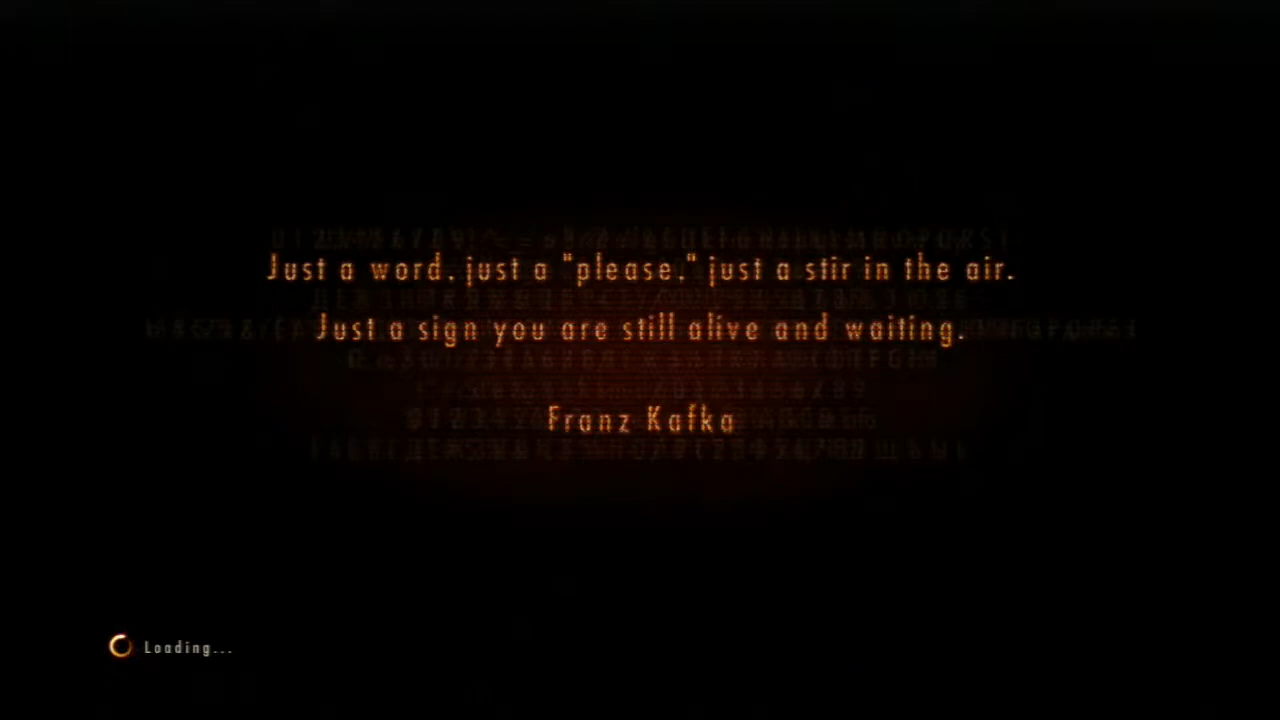 Just a word, just a "please," just a stir in the air.
Just a sign you are still alive and waiting.
Franz Kafka
Loading...